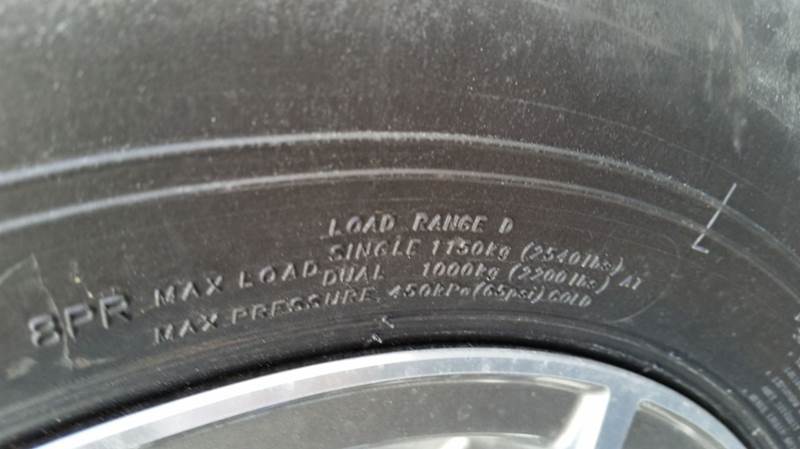 LOAD RANGE D
8PR MAX LOAD SINGLE 1150kg (2540lbs) AT
DUAL 1000kg (2200lbs)
MAX PRESSURE 450kPa (65psi) COLD